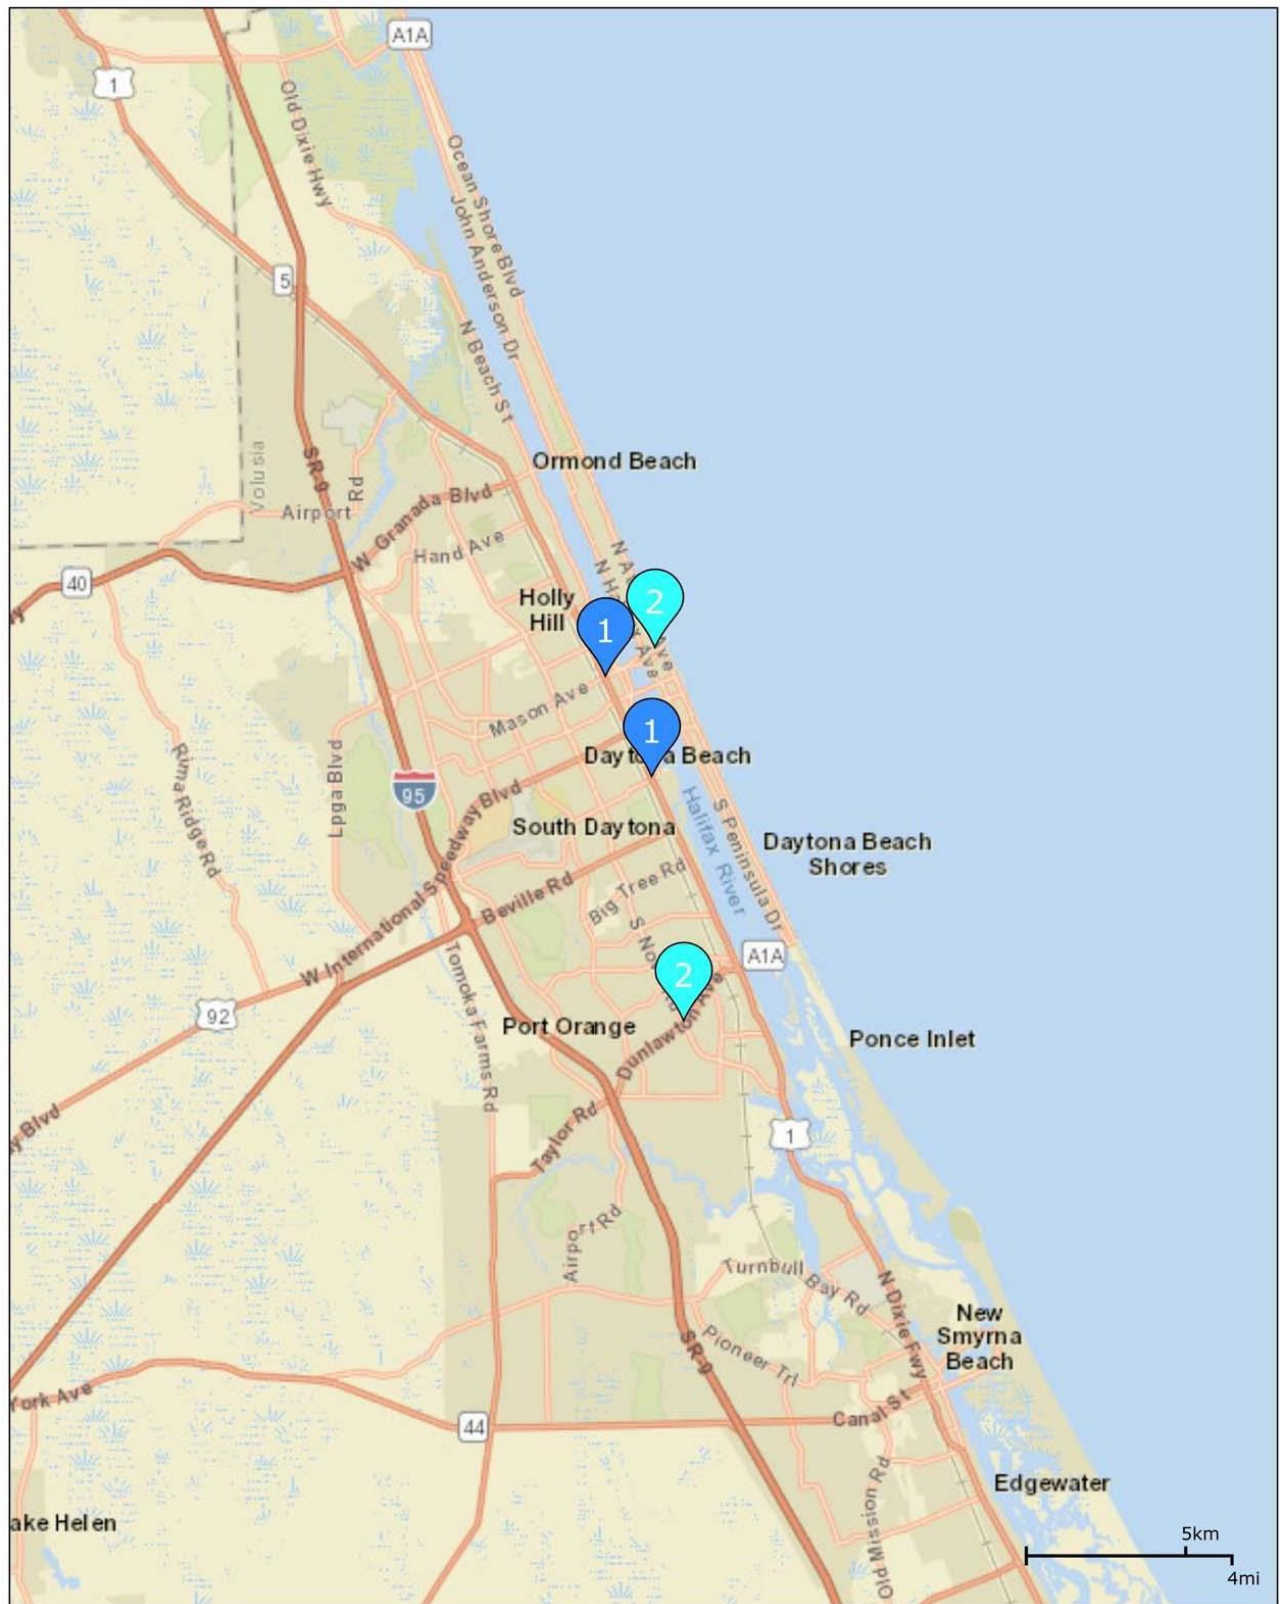 A1A
1
Old Dixie Hwy
Ocean Shore Blvd
John Anderson Dr
5
N Beach St
Ormond Beach
SR-9
Volusia
Airport Rd
W Granada Blvd
Hand Ave
40
Holly
Hill
2
1
Ave
Ave
Mason Ave
1
Daytona Beach
Rima Ridge Rd
Lpga Blvd
95
W International Speedway Blvd
South Daytona
Halifax River
S Peninsula Dr
Daytona Beach
Shores
Beville Rd
Big Tree Rd
A1A
2
92
Tomoka Farms Rd
Port Orange
Dunlawton Ave
Ponce Inlet
Blvd
Taylor Rd
1
Airport Rd
Turnbull Bay Rd
N Dixie Fwy
New
Smyrna
Beach
SR-9
Pioneer Trl
York Ave
Canal St
44
Old Mission Rd
Edgewater
ake Helen
5km
4mi